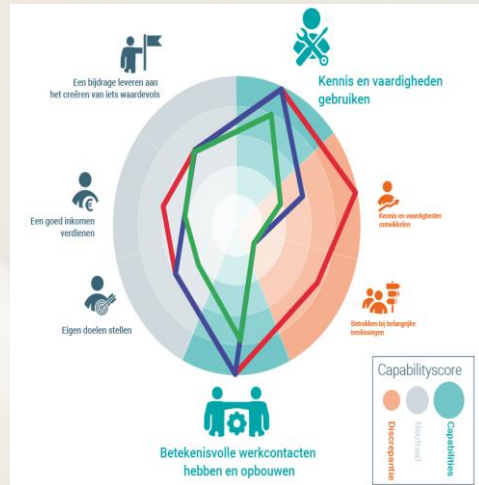 Een bijdrage leveren aan
het creëren van iets waardevols
Kennis en vaardigheden
gebruiken
Een goed inkomen
verdienen
Kennis en vaardigheden
ontwikkelen
Eigen doelen stellen
Betrokken bij belangrijke
beslissingen
Betekenisvolle werkcontacten
hebben en opbouwen
Capabilityscore
Discrepantie
Neutraal
Capabilities